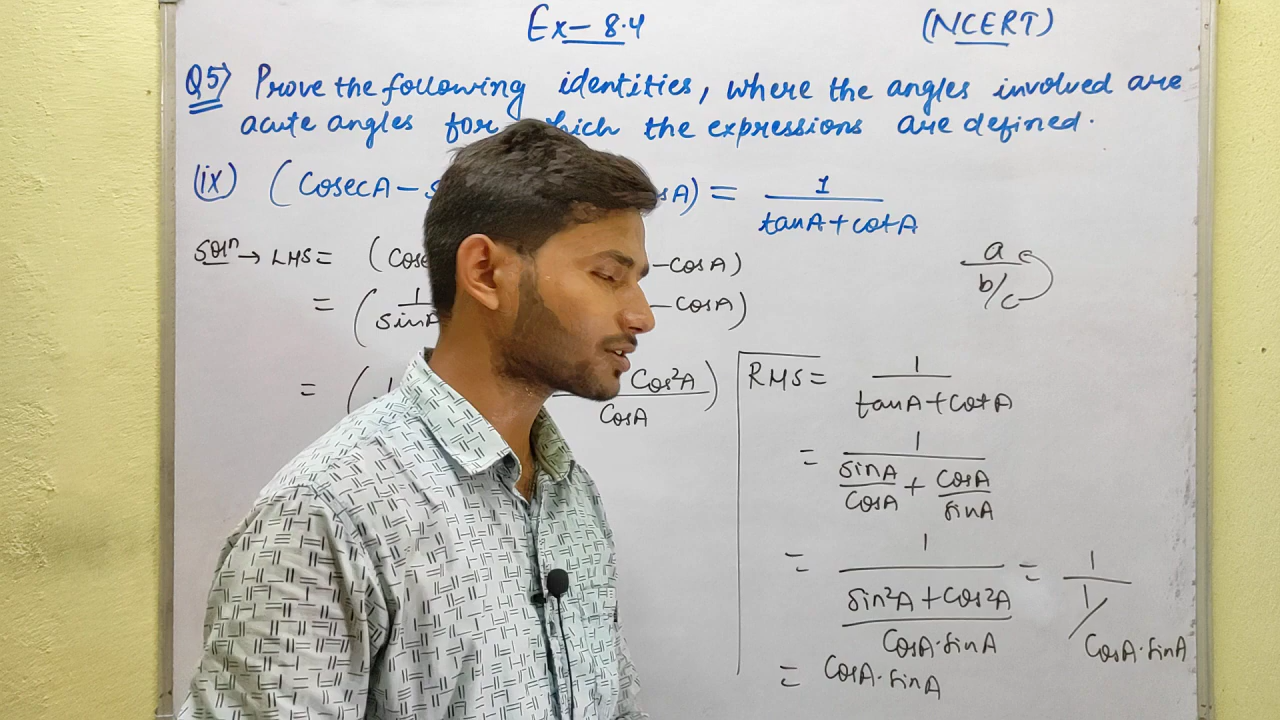 Ex-8.4 (NCERT)
Q5) Prove the following identities, where the angles involved are
acute angles for which the expressions are defined.
(ix) (CosecA - s sA) = 1/(tanA + cotA)
Solⁿ → LHS = (Cose - cosA)
= (1/sinA - cosA)
= ( Cos²A/CosA)
a/(b/c)
RHS = 1/(tanA + cotA)
= 1/(sinA/cosA + cosA/sinA)
= 1/((sin²A + cos²A)/(cosA·sinA)) = 1/(1/(cosA·sinA))
= cosA·sinA